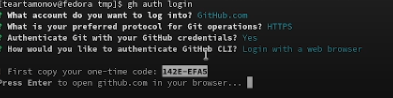 [teartamonov@fedora tmp]$ gh auth login
? What account do you want to log into? GitHub.com
? What is your preferred protocol for Git operations? HTTPS
? Authenticate Git with your GitHub credentials? Yes
? How would you like to authenticate GitHub CLI? Login with a web browser
! First copy your one-time code: 142E-EFA5
Press Enter to open github.com in your browser...